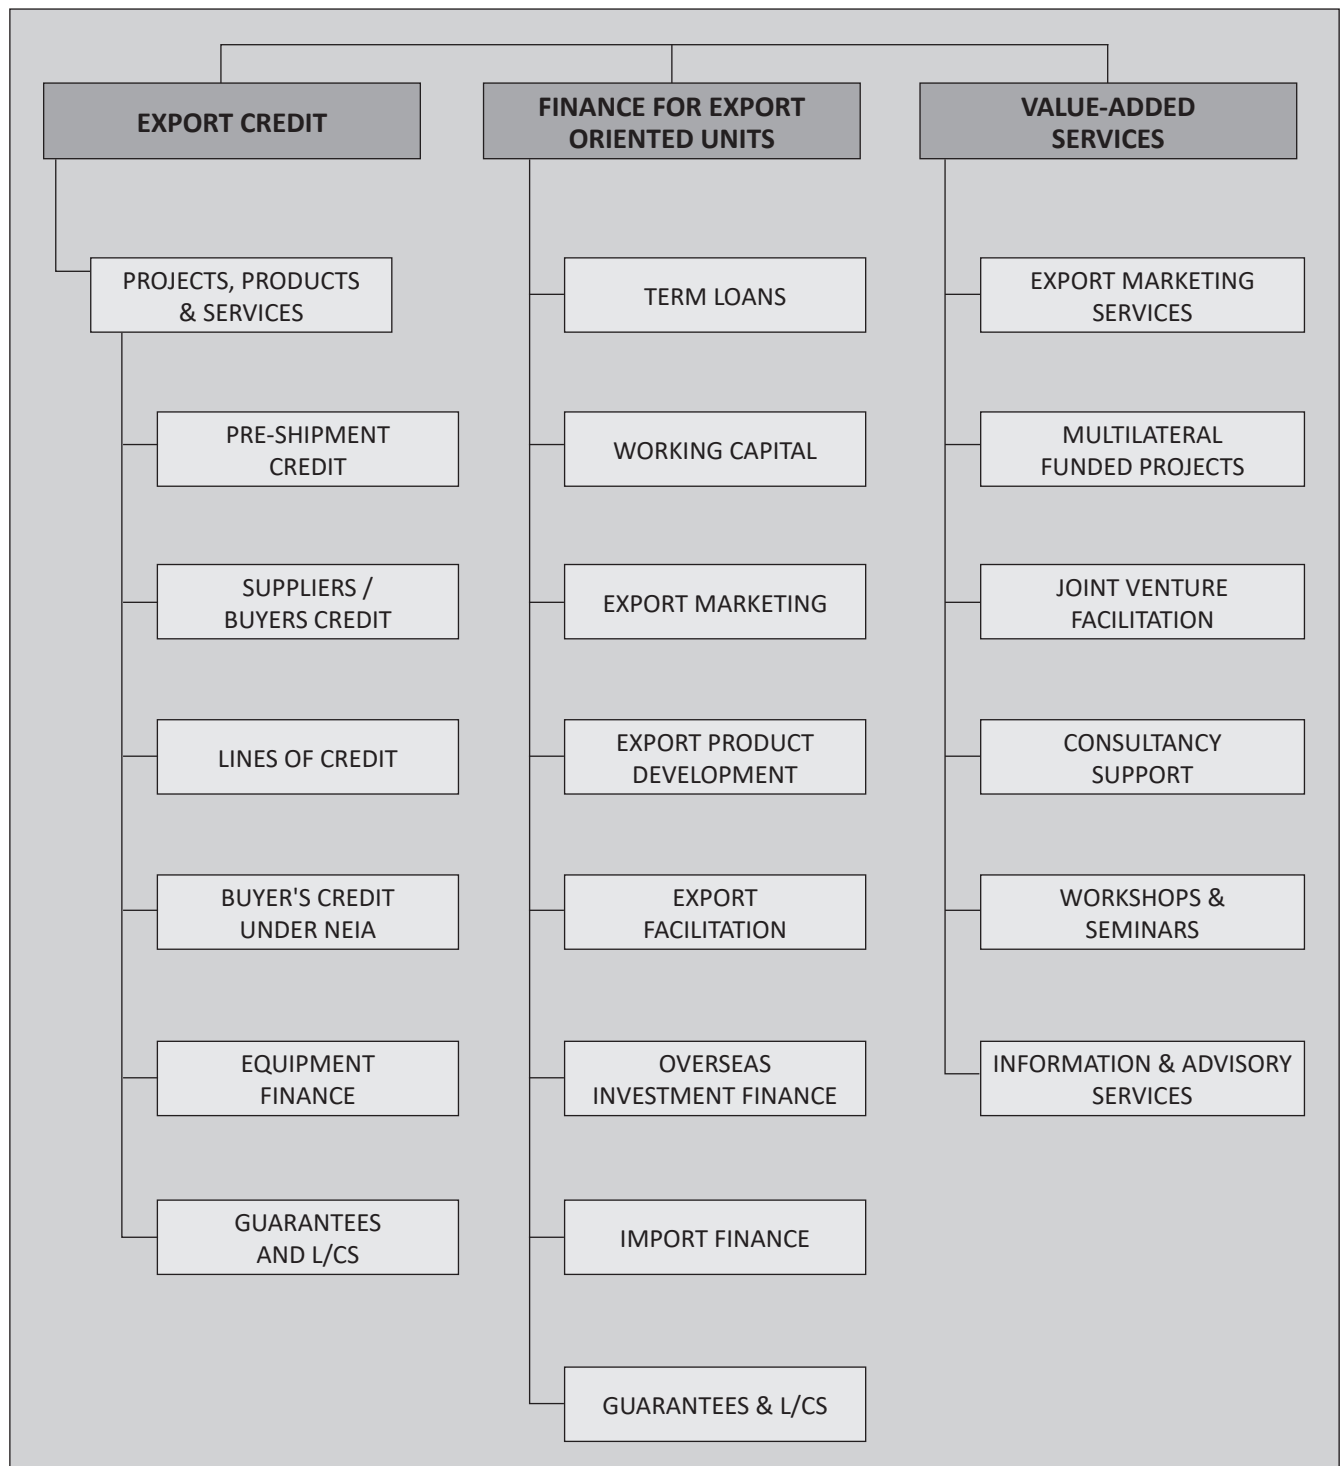 EXPORT CREDIT
PROJECTS, PRODUCTS
& SERVICES
PRE-SHIPMENT
CREDIT
SUPPLIERS /
BUYERS CREDIT
LINES OF CREDIT
BUYER'S CREDIT
UNDER NEIA
EQUIPMENT
FINANCE
GUARANTEES
AND L/CS
FINANCE FOR EXPORT
ORIENTED UNITS
TERM LOANS
WORKING CAPITAL
EXPORT MARKETING
EXPORT PRODUCT
DEVELOPMENT
EXPORT
FACILITATION
OVERSEAS
INVESTMENT FINANCE
IMPORT FINANCE
GUARANTEES & L/CS
VALUE-ADDED
SERVICES
EXPORT MARKETING
SERVICES
MULTILATERAL
FUNDED PROJECTS
JOINT VENTURE
FACILITATION
CONSULTANCY
SUPPORT
WORKSHOPS &
SEMINARS
INFORMATION & ADVISORY
SERVICES